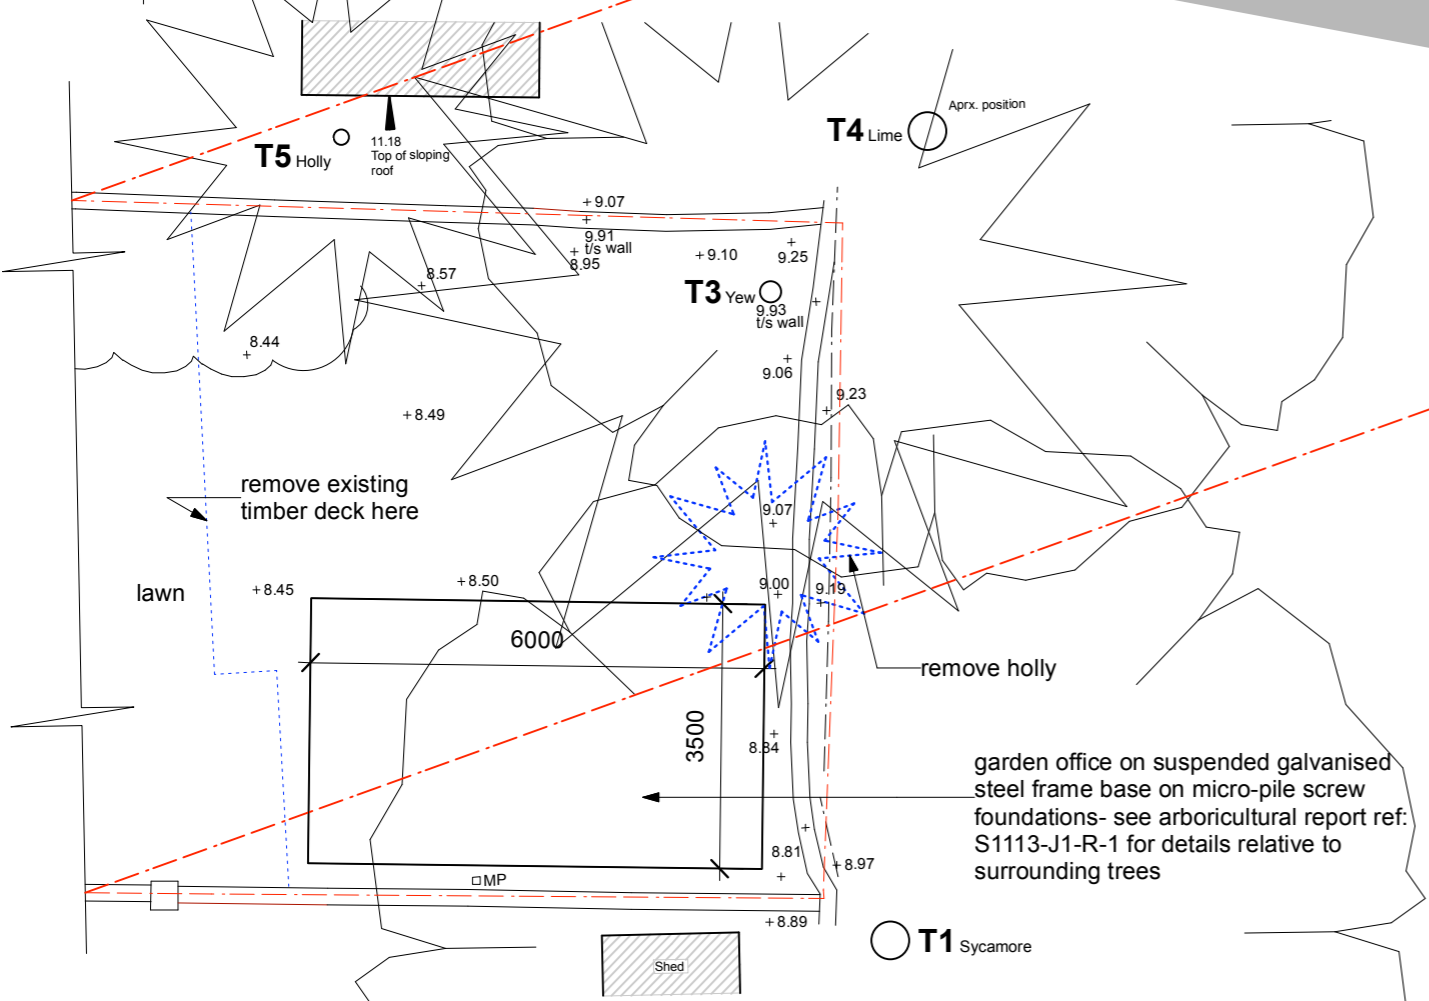 Aprx. position
T4 Lime
T5 Holly
11.18
Top of sloping
roof
+9.07
9.91
t/s wall
8.95
+9.10
9.25
8.57
T3 Yew
9.93
t/s wall
8.44
9.06
9.23
+8.49
remove existing
timber deck here
9.07
lawn
+8.45
+8.50
9.00
9.19
6000
remove holly
3500
8.84
garden office on suspended galvanised
steel frame base on micro-pile screw
foundations- see arboricultural report ref:
S1113-J1-R-1 for details relative to
surrounding trees
8.81
+8.97
MP
+8.89
T1 Sycamore
Shed